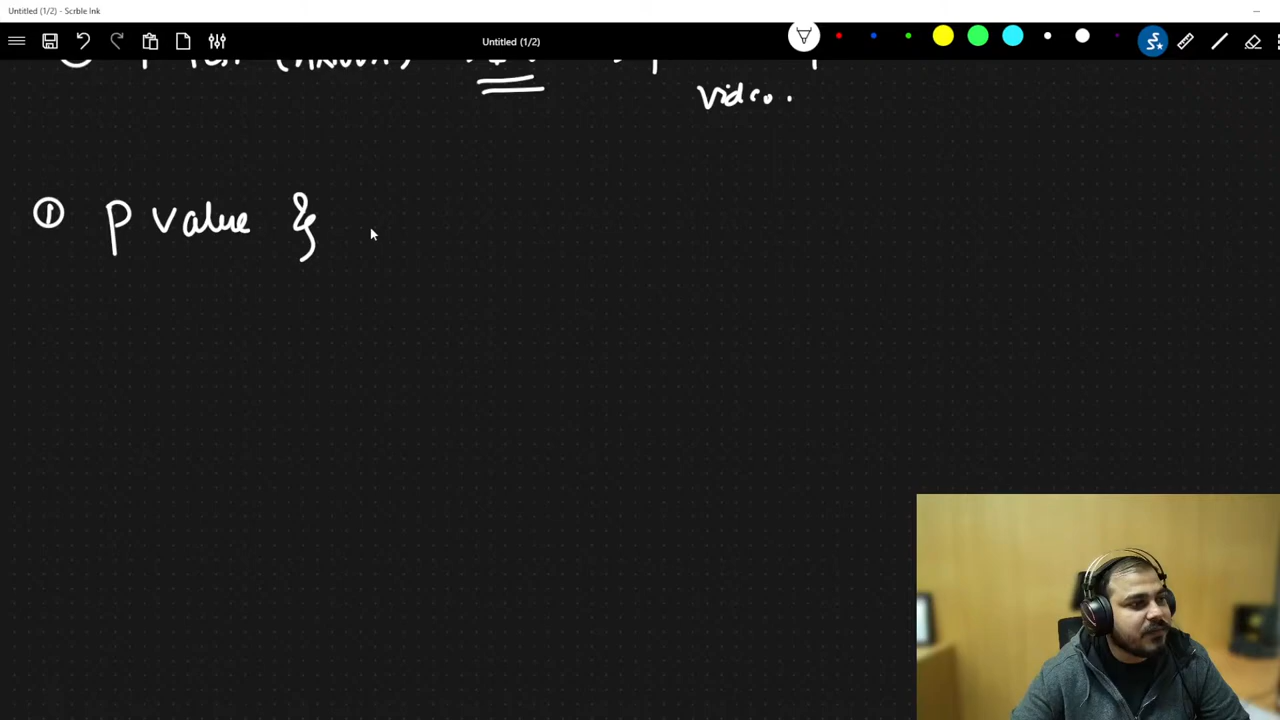 Untitled (1/2) - Scrble Ink
Untitled (1/2)
video.
① P value &